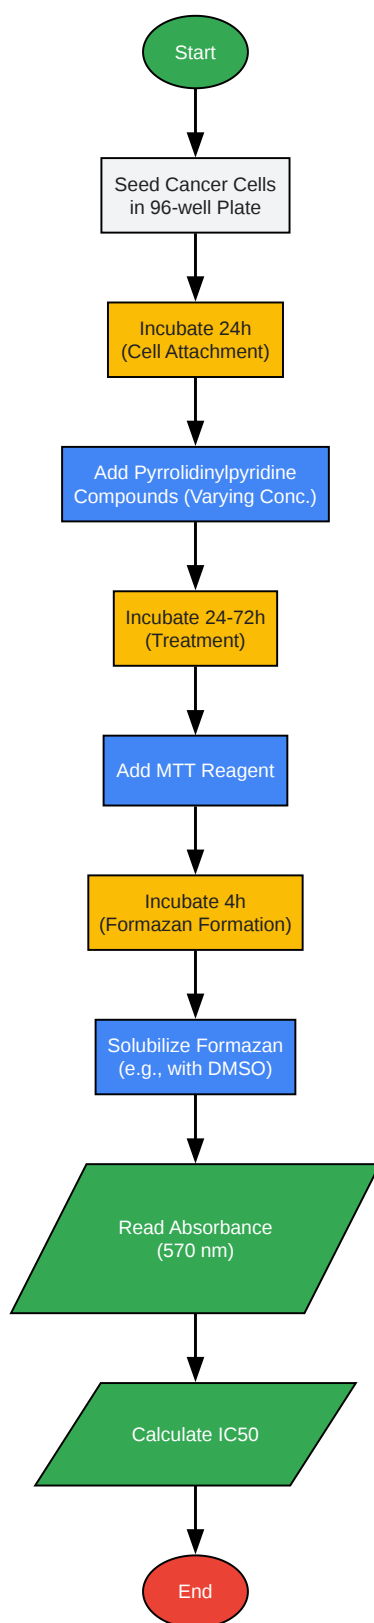 Start
Seed Cancer Cells
in 96-well Plate
Incubate 24h
(Cell Attachment)
Add Pyrrolidinylpyridine
Compounds (Varying Conc.)
Incubate 24-72h
(Treatment)
Add MTT Reagent
Incubate 4h
(Formazan Formation)
Solubilize Formazan
(e.g., with DMSO)
Read Absorbance
(570 nm)
Calculate IC50
End